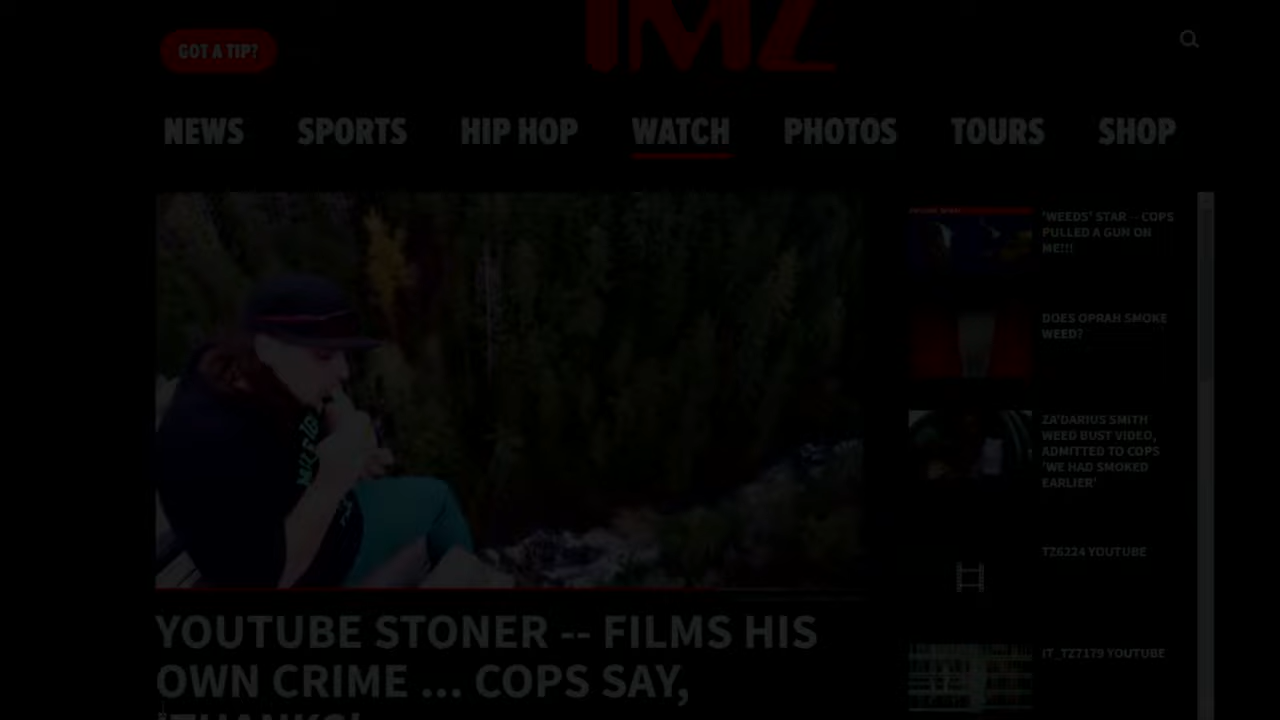 TMZ
GOT A TIP?
NEWS SPORTS HIP HOP WATCH PHOTOS TOURS SHOP
'WEEDS' STAR -- COPS
PULLED A GUN ON
ME!!!
DOES OPRAH SMOKE
WEED?
ZA'DARIUS SMITH
WEED BUST VIDEO,
ADMITTED TO COPS
'WE HAD SMOKED
EARLIER'
TZ6224 YOUTUBE
IT_TZ7179 YOUTUBE
YOUTUBE STONER -- FILMS HIS
OWN CRIME ... COPS SAY,
'THANKS'